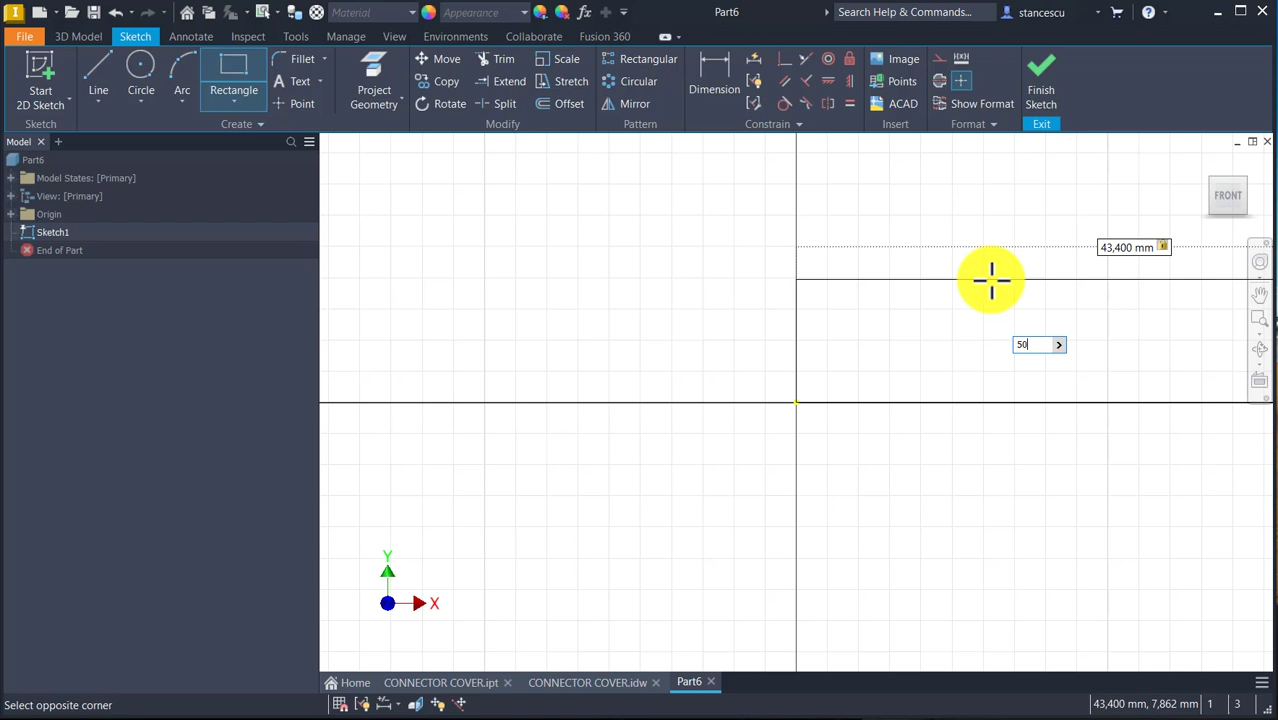 Material
Appearance
Part6
Search Help & Commands...
stancescu
File
3D Model
Sketch
Annotate
Inspect
Tools
Manage
View
Environments
Collaborate
Fusion 360
Start
2D Sketch
Line
Circle
Arc
Rectangle
Fillet
Text
Point
Project
Geometry
Move
Copy
Rotate
Trim
Extend
Split
Scale
Stretch
Offset
Rectangular
Circular
Mirror
Dimension
Image
Points
ACAD
Show Format
Finish
Sketch
Sketch
Create
Modify
Pattern
Constrain
Insert
Format
Exit
Model
Part6
Model States: [Primary]
View: [Primary]
Origin
Sketch1
End of Part
FRONT
43,400 mm
50
Y
X
Home
CONNECTOR COVER.ipt
CONNECTOR COVER.idw
Part6
Select opposite corner
43,400 mm, 7,862 mm
1
3